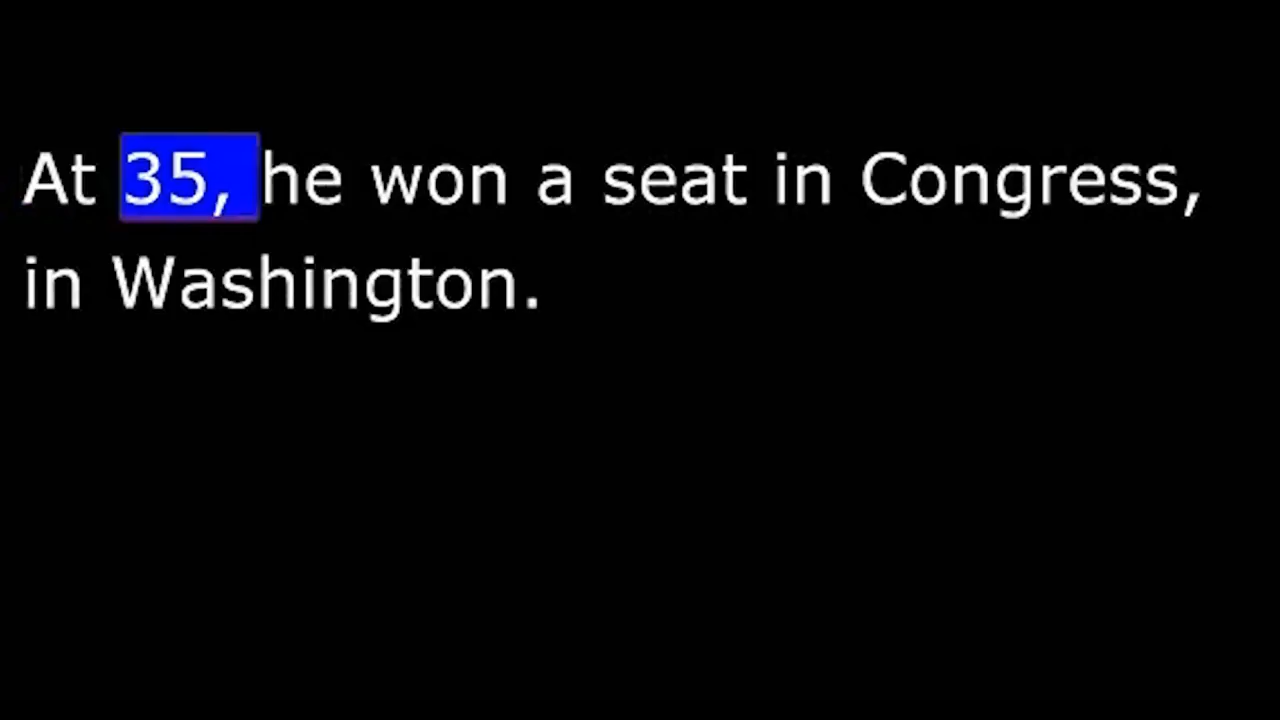 At 35, he won a seat in Congress,
in Washington.